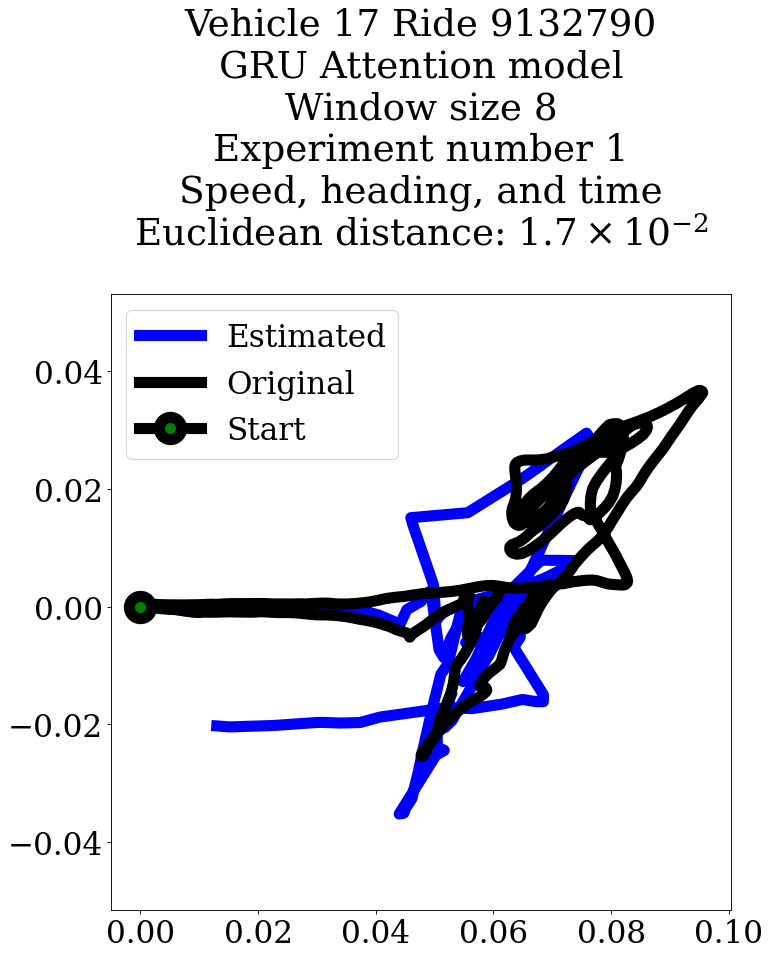 Vehicle 17 Ride 9132790
GRU Attention model
Window size 8
Experiment number 1
Speed, heading, and time
Euclidean distance: 1.7 × 10⁻²
Estimated
Original
Start
0.04
0.02
0.00
−0.02
−0.04
0.00 0.02 0.04 0.06 0.08 0.10